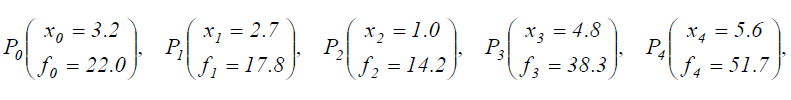 P₀(x₀ = 3.2, f₀ = 22.0), P₁(x₁ = 2.7, f₁ = 17.8), P₂(x₂ = 1.0, f₂ = 14.2), P₃(x₃ = 4.8, f₃ = 38.3), P₄(x₄ = 5.6, f₄ = 51.7),